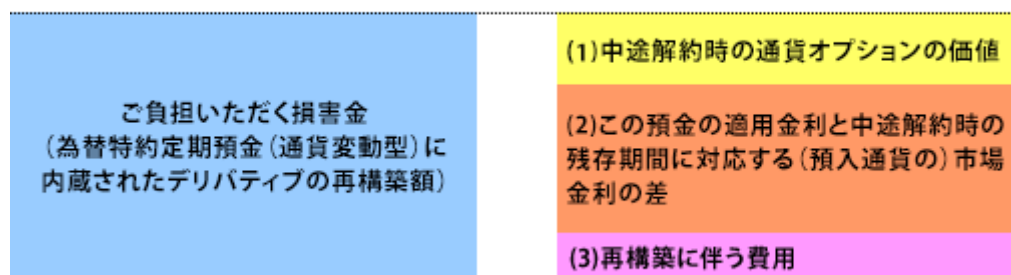 ご負担いただく損害金
(為替特約定期預金(通貨変動型)に
内蔵されたデリバティブの再構築額)
(1)中途解約時の通貨オプションの価値
(2)この預金の適用金利と中途解約時の
残存期間に対応する(預入通貨の)市場
金利の差
(3)再構築に伴う費用